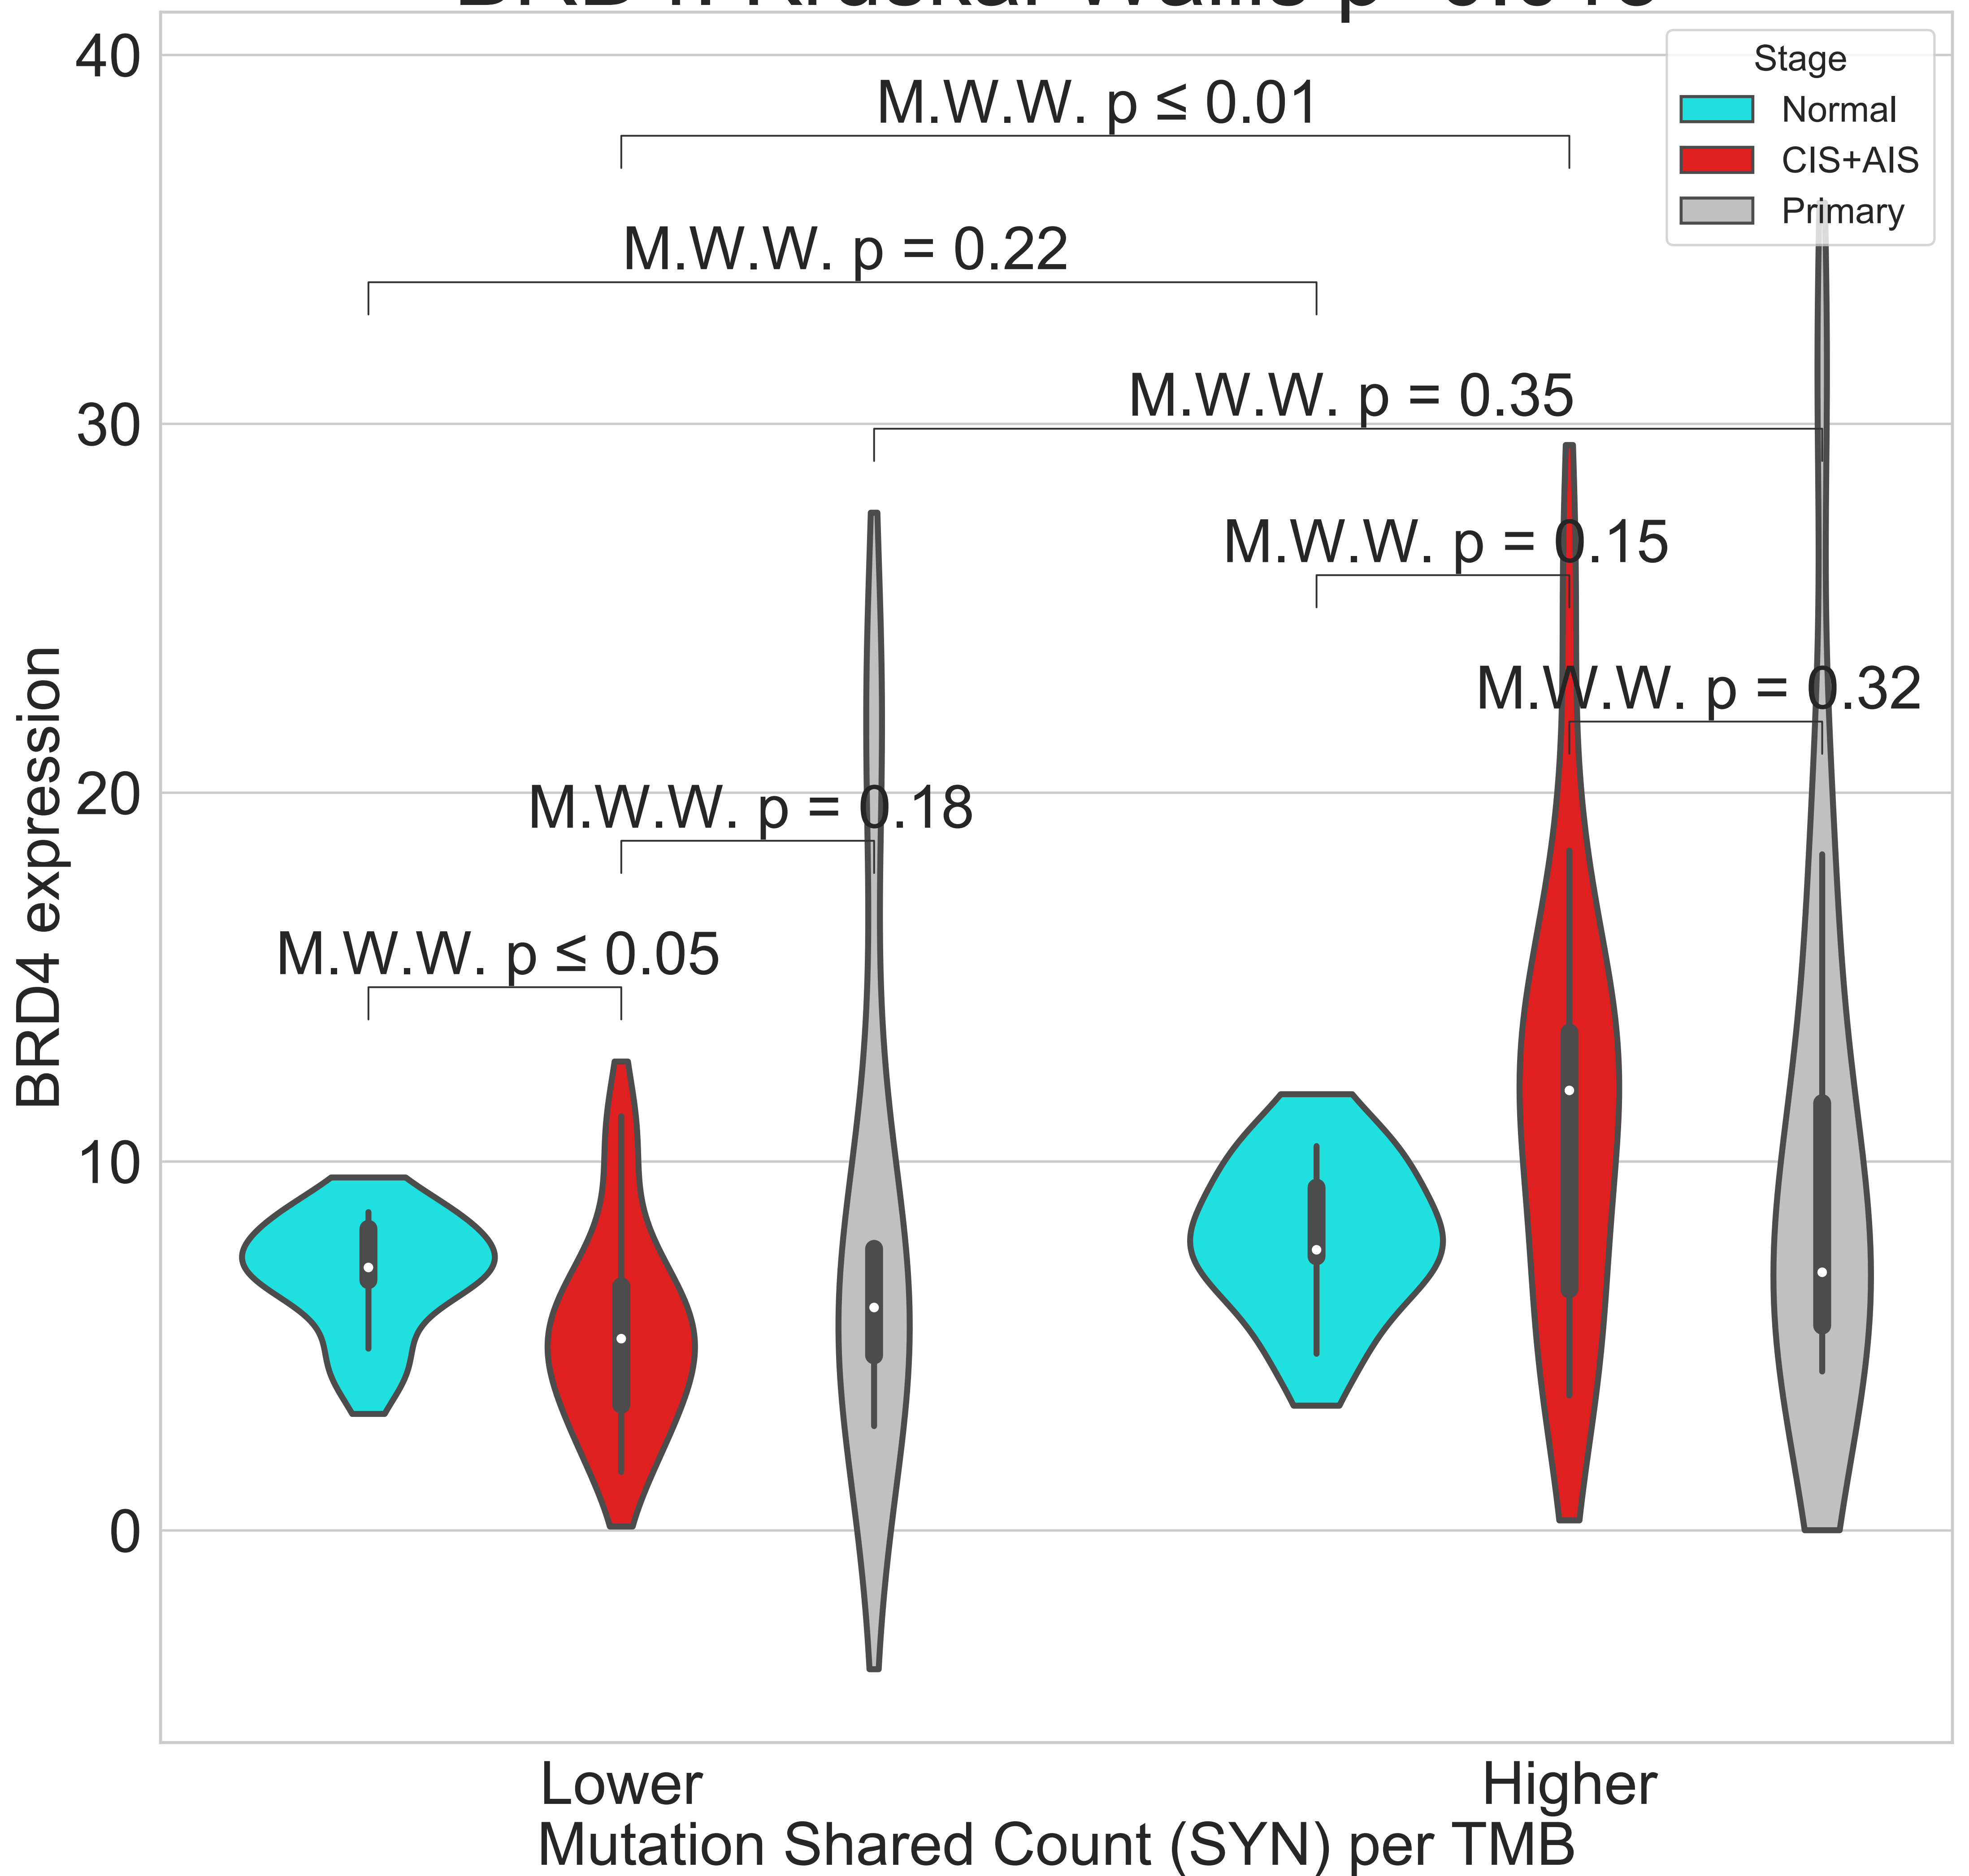 40
M.W.W. p ≤ 0.01
Stage
Normal
CIS+AIS
Primary
M.W.W. p = 0.22
30
M.W.W. p = 0.35
M.W.W. p = 0.15
M.W.W. p = 0.32
20
M.W.W. p = 0.18
M.W.W. p ≤ 0.05
BRD4 expression
10
0
Lower
Higher
Mutation Shared Count (SYN) per TMB